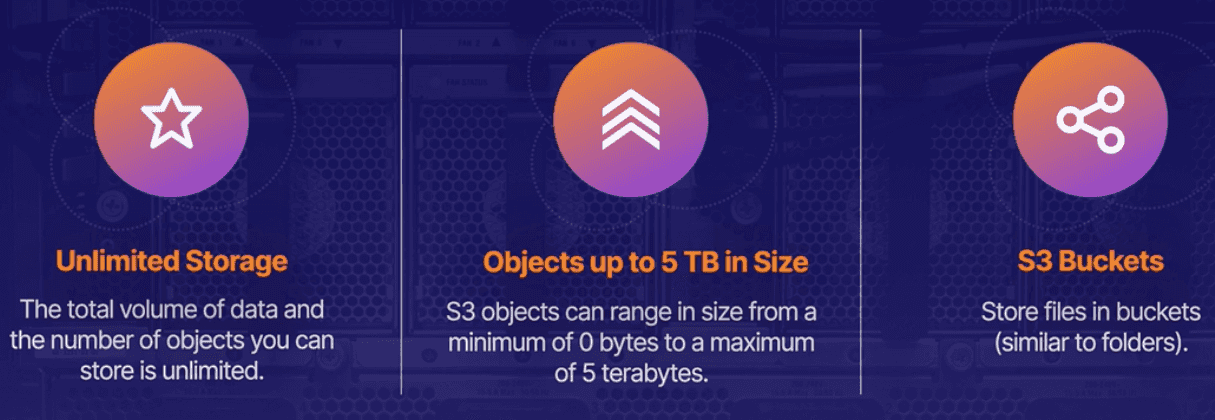 Unlimited Storage
The total volume of data and
the number of objects you can
store is unlimited.
Objects up to 5 TB in Size
S3 objects can range in size from a
minimum of 0 bytes to a maximum
of 5 terabytes.
S3 Buckets
Store files in buckets
(similar to folders).